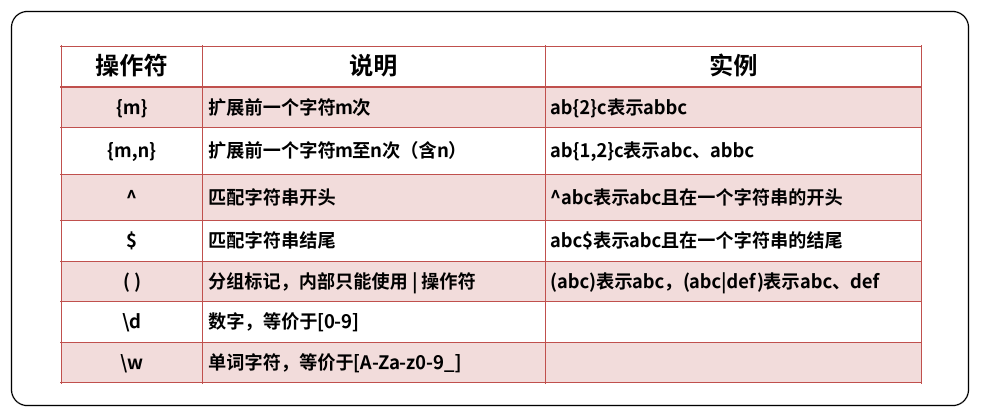 操作符 说明 实例
{m} 扩展前一个字符m次 ab{2}c表示abbc
{m,n} 扩展前一个字符m至n次（含n） ab{1,2}c表示abc、abbc
^ 匹配字符串开头 ^abc表示abc且在一个字符串的开头
$ 匹配字符串结尾 abc$表示abc且在一个字符串的结尾
( ) 分组标记，内部只能使用 | 操作符 (abc)表示abc，(abc|def)表示abc、def
\d 数字，等价于[0-9]
\w 单词字符，等价于[A-Za-z0-9_]